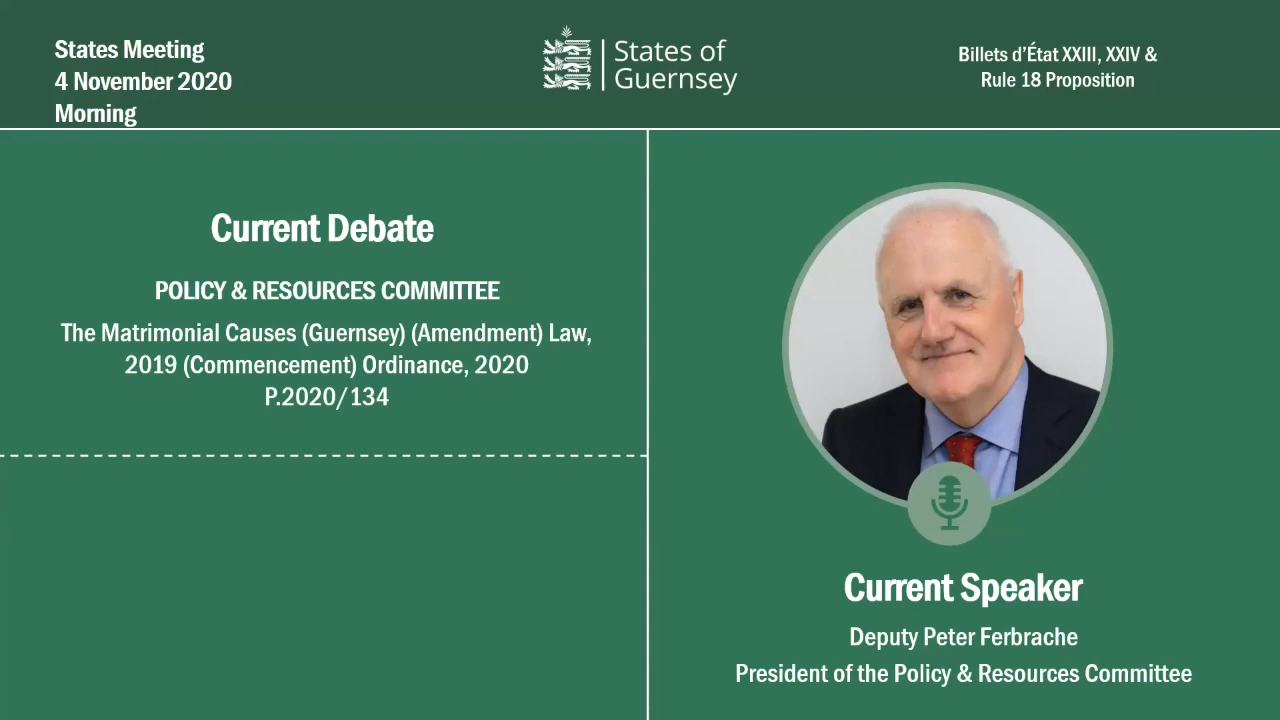 States Meeting
4 November 2020
Morning
States of
Guernsey
Billets d'État XXIII, XXIV &
Rule 18 Proposition
Current Debate
POLICY & RESOURCES COMMITTEE
The Matrimonial Causes (Guernsey) (Amendment) Law,
2019 (Commencement) Ordinance, 2020
P.2020/134
Current Speaker
Deputy Peter Ferbrache
President of the Policy & Resources Committee